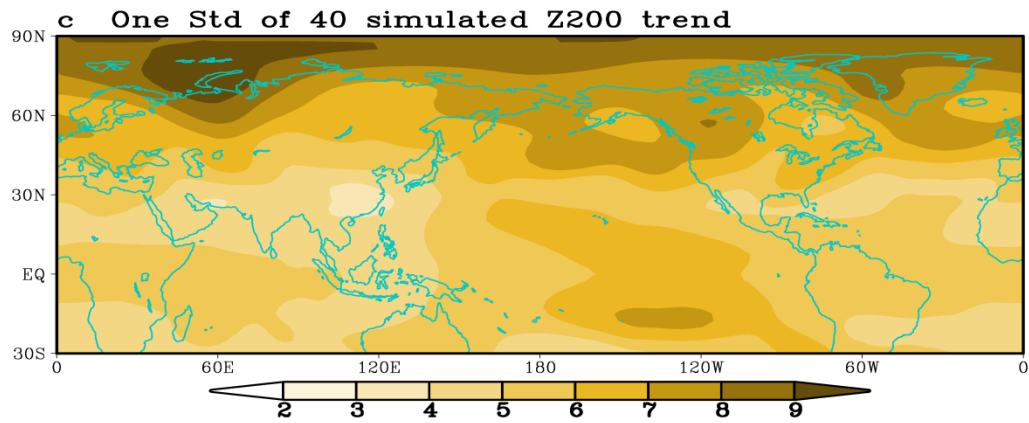 c One Std of 40 simulated Z200 trend
90N
60N
30N
EQ
30S
0 60E 120E 180 120W 60W 0
2 3 4 5 6 7 8 9